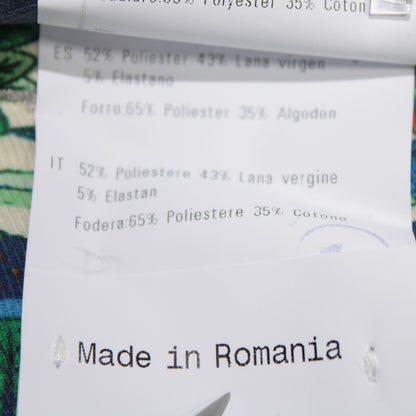 65% Polyester 35% Coton
ES 52% Poliester 43% Lana virgen
5% Elastano
Forro:65% Poliester 35% Algodon
IT 52% Poliestere 43% Lana vergine
5% Elastan
Fodera:65% Poliestere 35% Cotone
Made in Romania